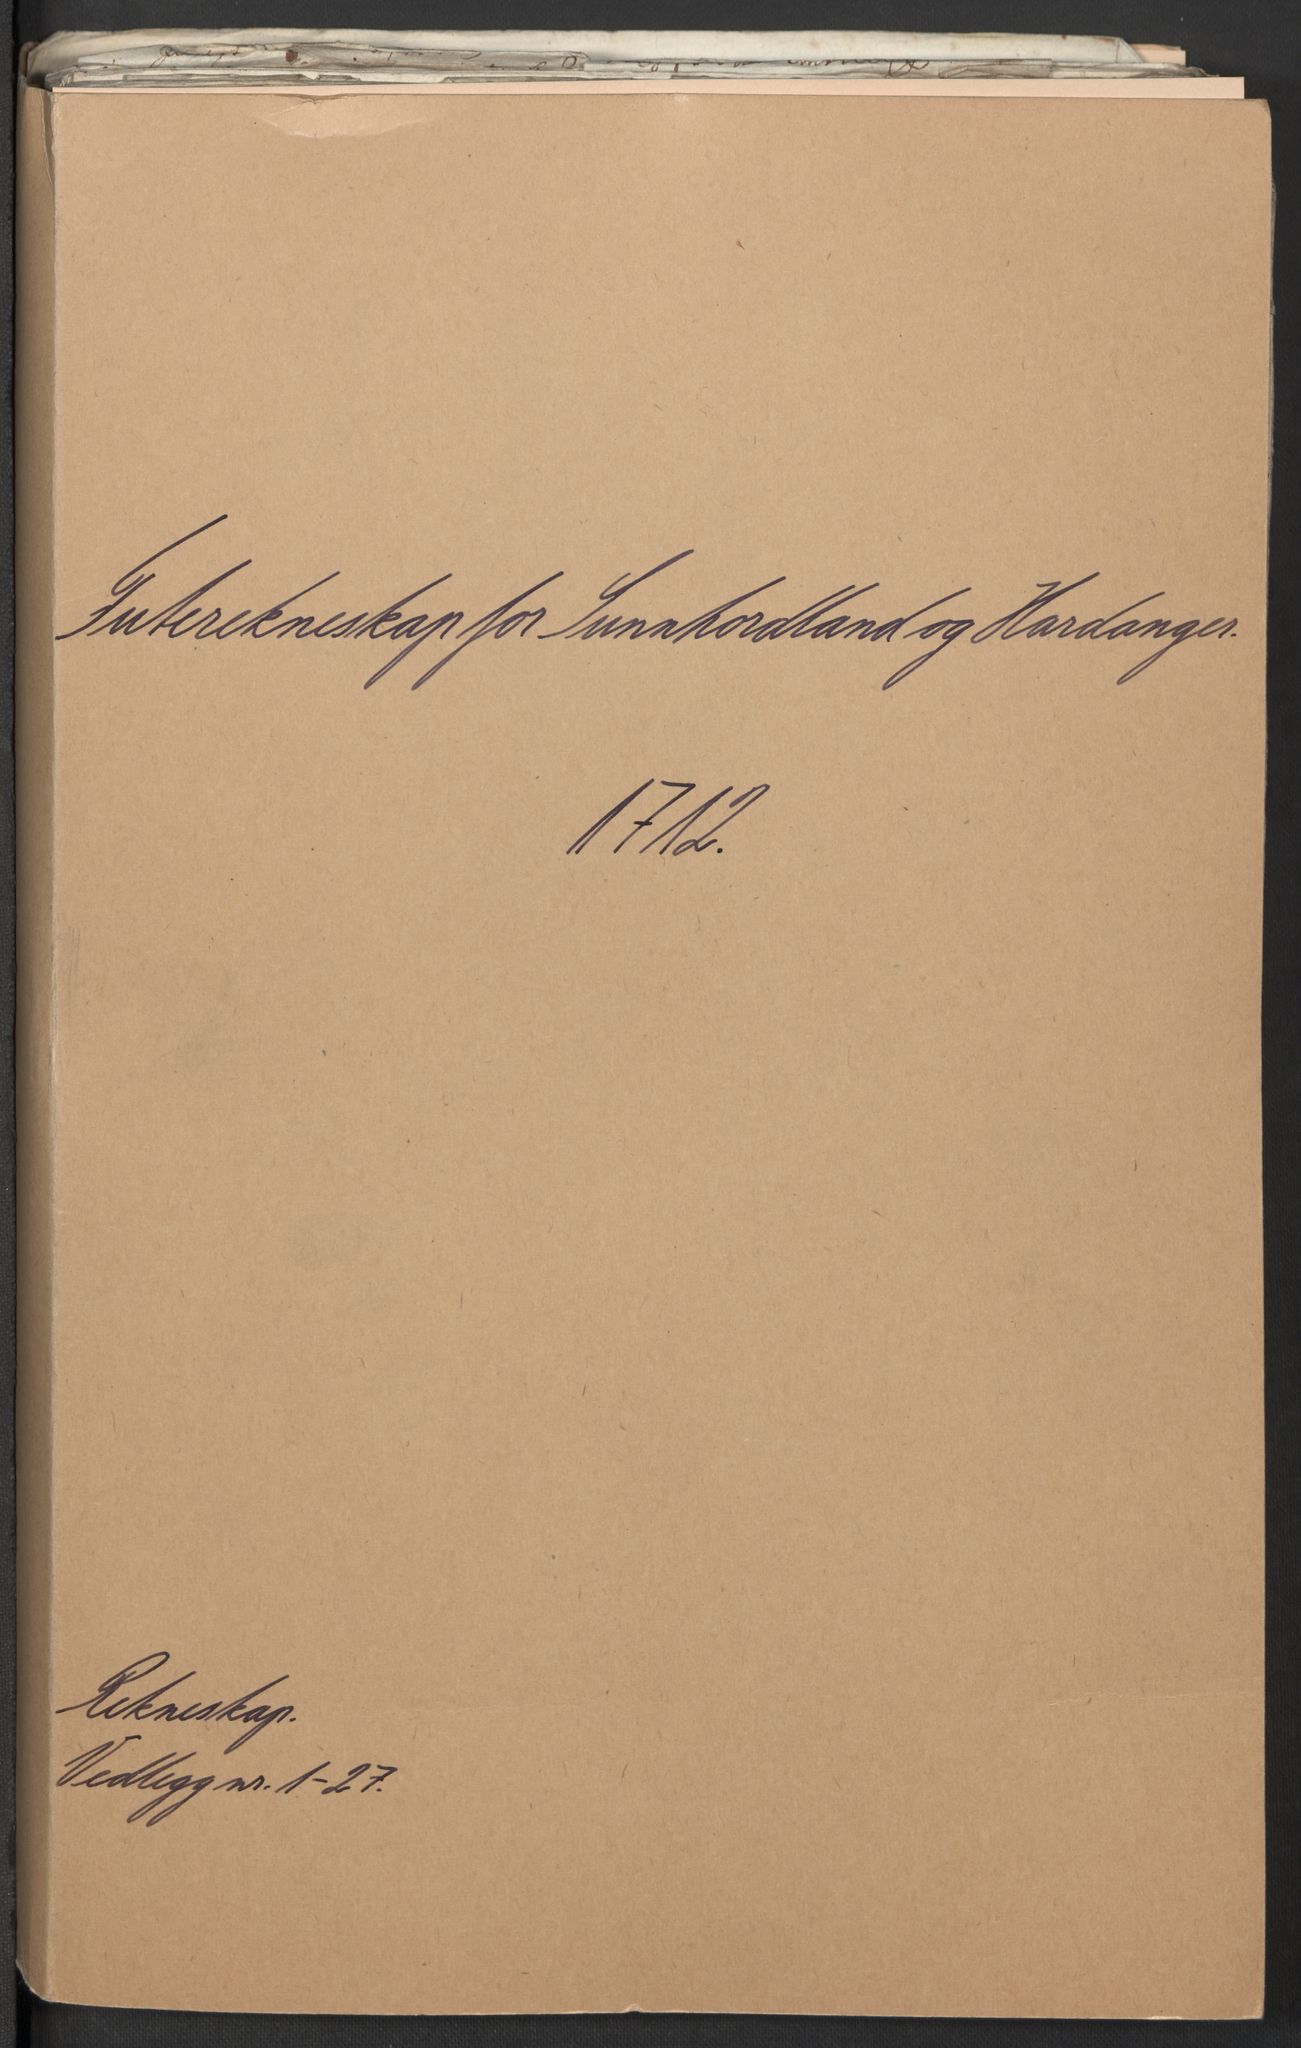 Futerekneskap for Sunnhordland og Hardanger.
1712.
Rekneskap.
Vedlegg nr. 1-27.